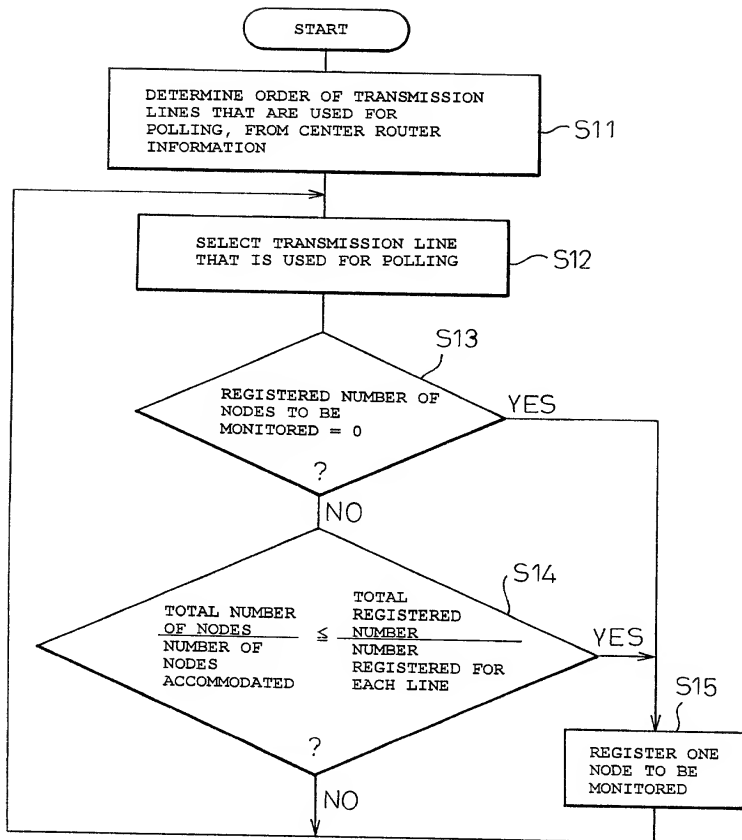 START
DETERMINE ORDER OF TRANSMISSION
LINES THAT ARE USED FOR
POLLING, FROM CENTER ROUTER
INFORMATION
S11
SELECT TRANSMISSION LINE
THAT IS USED FOR POLLING
S12
S13
REGISTERED NUMBER OF
NODES TO BE
MONITORED = 0
?
YES
NO
S14
TOTAL NUMBER
OF NODES
NUMBER OF
NODES
ACCOMMODATED
≤
TOTAL
REGISTERED
NUMBER
NUMBER
REGISTERED FOR
EACH LINE
?
YES
NO
S15
REGISTER ONE
NODE TO BE
MONITORED